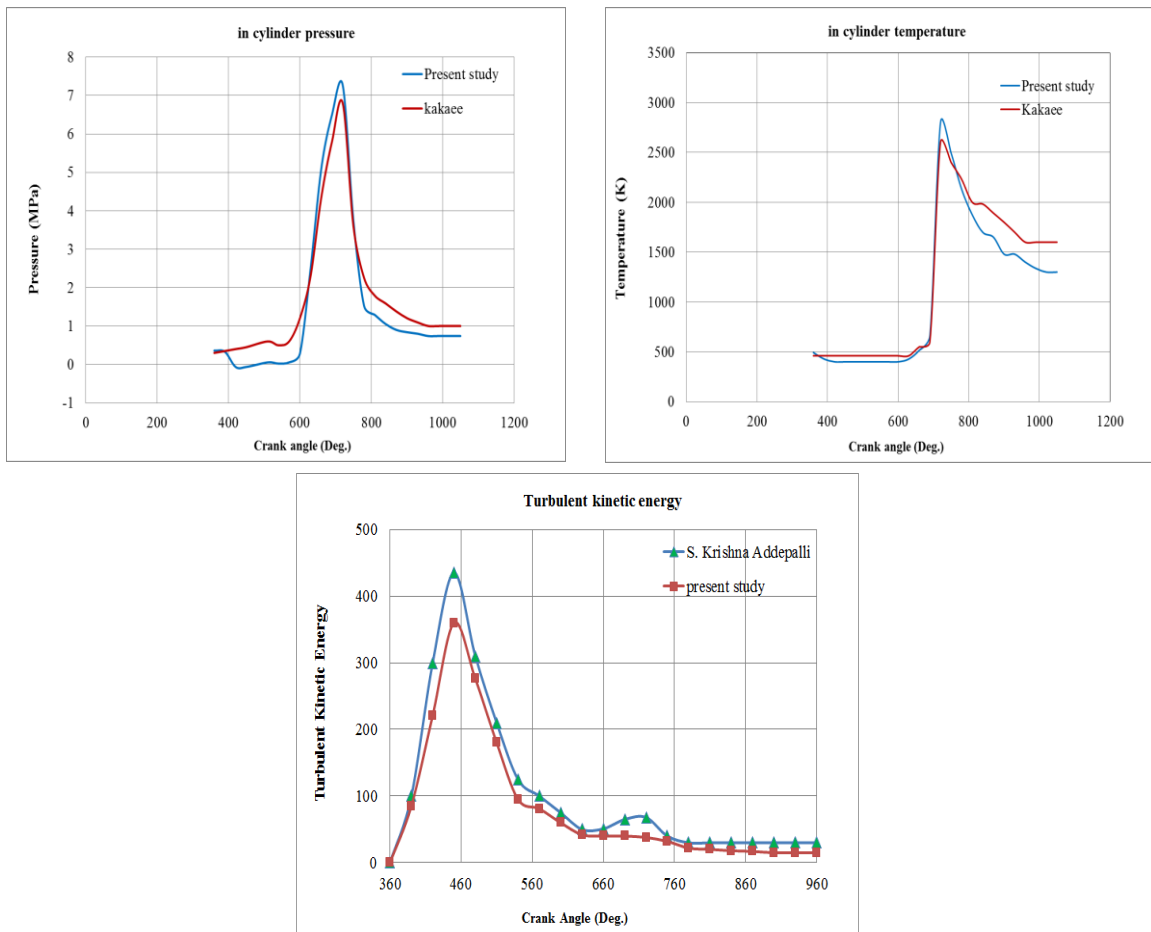 in cylinder pressure
8
7
6
5
4
3
2
1
0
-1
Pressure (MPa)
Present study
kakaee
0 200 400 600 800 1000 1200
Crank angle (Deg.)
in cylinder temperature
3500
3000
2500
2000
1500
1000
500
0
Temperature (K)
Present study
Kakaee
0 200 400 600 800 1000 1200
Crank angle (Deg.)
Turbulent kinetic energy
500
400
300
200
100
0
Turbulent Kinetic Energy
S. Krishna Addepalli
present study
360 460 560 660 760 860 960
Crank Angle (Deg.)